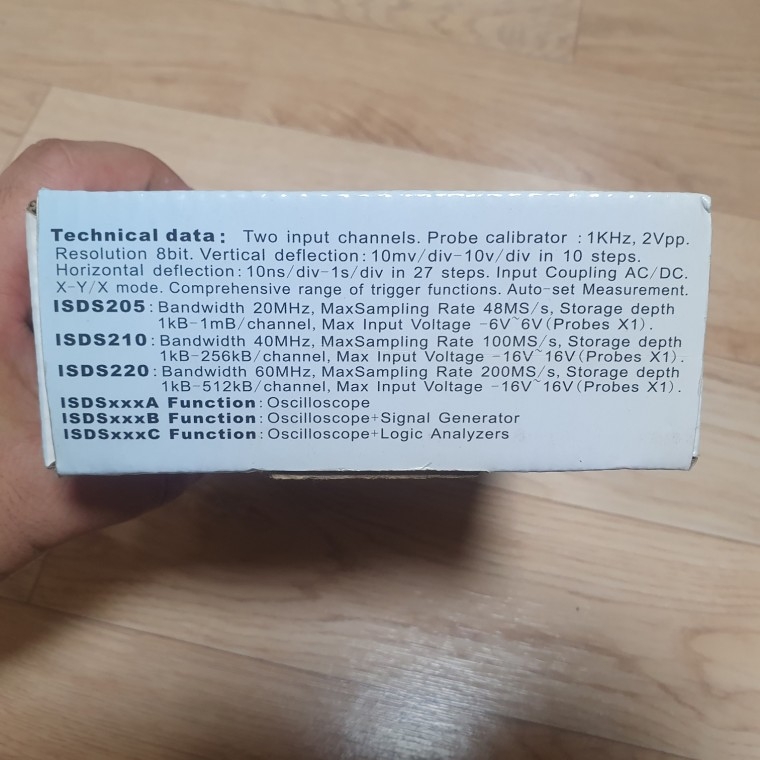 Technical data: Two input channels. Probe calibrator :1KHz, 2Vpp.
Resolution 8bit. Vertical deflection:10mv/div-10v/div in 10 steps.
Horizontal deflection:10ns/div-1s/div in 27 steps. Input Coupling AC/DC.
X-Y/X mode. Comprehensive range of trigger functions. Auto-set Measurement.
ISDS205:Bandwidth 20MHz, MaxSampling Rate 48MS/s, Storage depth
1kB-1mB/channel, Max Input Voltage -6V~6V(Probes X1).
ISDS210:Bandwidth 40MHz, MaxSampling Rate 100MS/s, Storage depth
1kB-256kB/channel, Max Input Voltage -16V~16V(Probes X1).
ISDS220:Bandwidth 60MHz, MaxSampling Rate 200MS/s, Storage depth
1kB-512kB/channel, Max Input Voltage -16V~16V(Probes X1).
ISDSxxxA Function:Oscilloscope
ISDSxxxB Function:Oscilloscope+Signal Generator
ISDSxxxC Function:Oscilloscope+Logic Analyzers